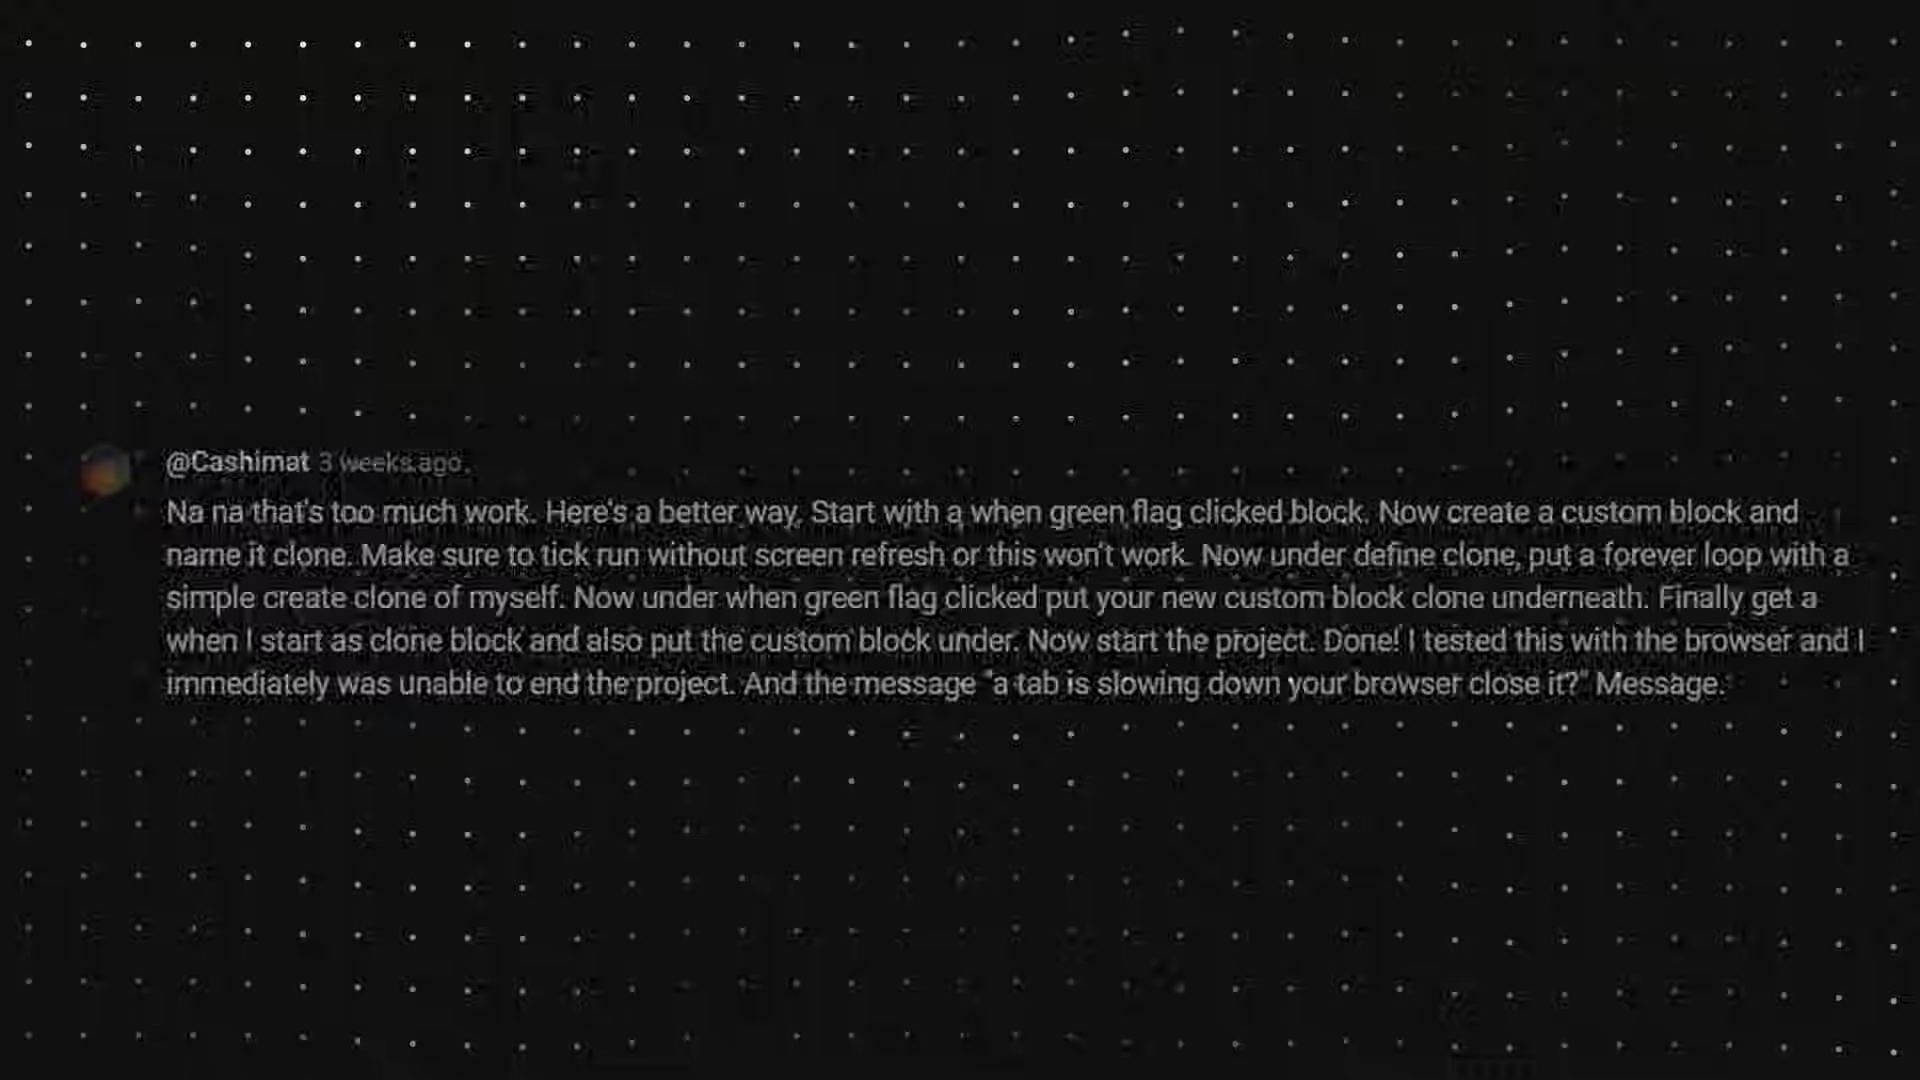 @Cashimat 3 weeks ago
Na na that's too much work. Here's a better way, Start with a when green flag clicked block. Now create a custom block and
name it clone. Make sure to tick run without screen refresh or this won't work. Now under define clone, put a forever loop with a
simple create clone of myself. Now under when green flag clicked put your new custom block clone underneath. Finally get a
when I start as clone block and also put the custom block under. Now start the project. Done! I tested this with the browser and I
immediately was unable to end the project. And the message "a tab is slowing down your browser close it?" Message.